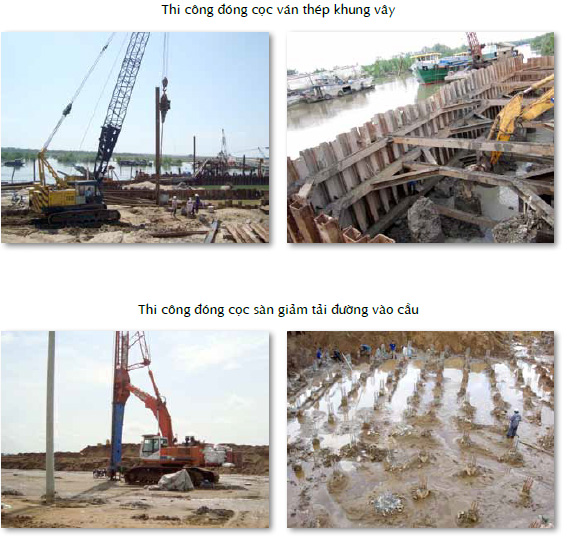 Thi công đóng cọc ván thép khung vây
Thi công đóng cọc sàn giảm tải đường vào cầu